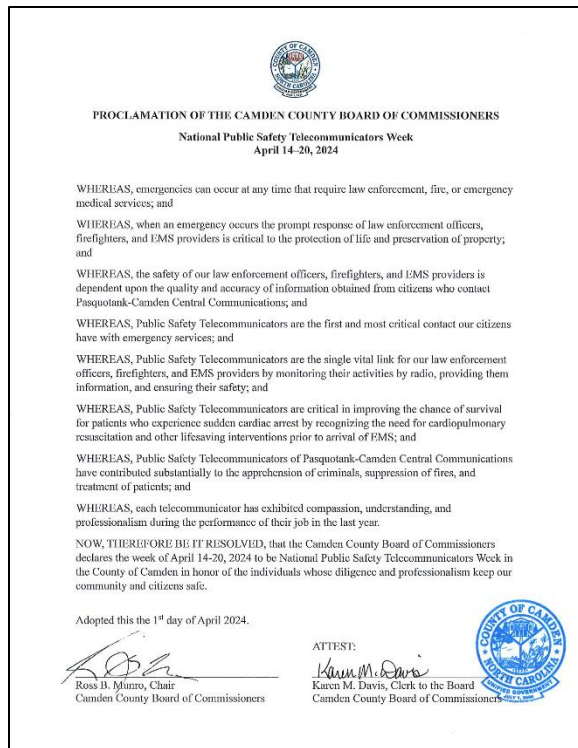 COUNTY OF CAMDEN
NORTH CAROLINA
PROCLAMATION OF THE CAMDEN COUNTY BOARD OF COMMISSIONERS
National Public Safety Telecommunicators Week
April 14–20, 2024
WHEREAS, emergencies can occur at any time that require law enforcement, fire, or emergency
medical services; and
WHEREAS, when an emergency occurs the prompt response of law enforcement officers,
firefighters, and EMS providers is critical to the protection of life and preservation of property;
and
WHEREAS, the safety of our law enforcement officers, firefighters, and EMS providers is
dependent upon the quality and accuracy of information obtained from citizens who contact
Pasquotank-Camden Central Communications; and
WHEREAS, Public Safety Telecommunicators are the first and most critical contact our citizens
have with emergency services; and
WHEREAS, Public Safety Telecommunicators are the single vital link for our law enforcement
officers, firefighters, and EMS providers by monitoring their activities by radio, providing them
information, and ensuring their safety; and
WHEREAS, Public Safety Telecommunicators are critical in improving the chance of survival
for patients who experience sudden cardiac arrest by recognizing the need for cardiopulmonary
resuscitation and other lifesaving interventions prior to arrival of EMS; and
WHEREAS, Public Safety Telecommunicators of Pasquotank-Camden Central Communications
have contributed substantially to the apprehension of criminals, suppression of fires, and
treatment of patients; and
WHEREAS, each telecommunicator has exhibited compassion, understanding, and
professionalism during the performance of their job in the last year.
NOW, THEREFORE BE IT RESOLVED, that the Camden County Board of Commissioners
declares the week of April 14-20, 2024 to be National Public Safety Telecommunicators Week in
the County of Camden in honor of the individuals whose diligence and professionalism keep our
community and citizens safe.
Adopted this the 1st day of April 2024.
ATTEST:
Karen M. Davis
Ross B. Munro, Chair
Camden County Board of Commissioners
Karen M. Davis, Clerk to the Board
Camden County Board of Commissioners
COUNTY OF CAMDEN
NORTH CAROLINA
UNIFIED GOVERNMENT